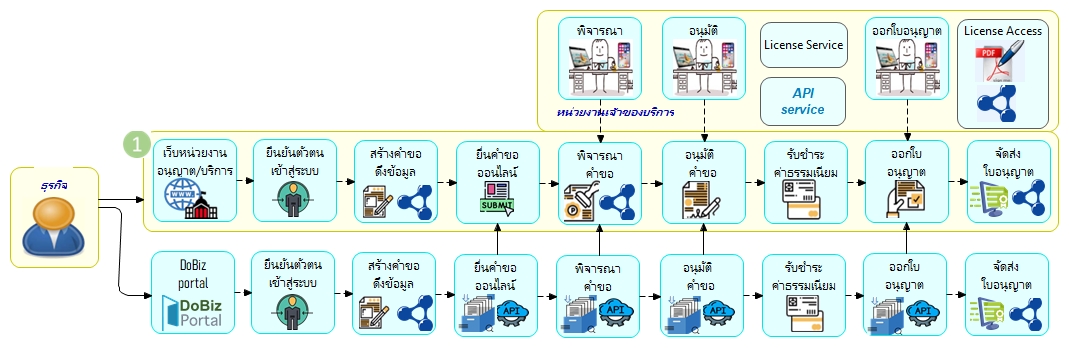 พิจารณา
อนุมัติ
License Service
ออกใบอนุญาต
License Access
PDF
API
service
หน่วยงานเจ้าของบริการ
1
เว็บหน่วยงาน
อนุญาต/บริการ
WWW
ยืนยันตัวตน
เข้าสู่ระบบ
สร้างคำขอ
ดึงข้อมูล
ยื่นคำขอ
ออนไลน์
SUBMIT
พิจารณา
คำขอ
อนุมัติ
คำขอ
รับชำระ
ค่าธรรมเนียม
ออกใบ
อนุญาต
จัดส่ง
ใบอนุญาต
ธุรกิจ
DoBiz
portal
DoBiz
Portal
ยืนยันตัวตน
เข้าสู่ระบบ
สร้างคำขอ
ดึงข้อมูล
ยื่นคำขอ
ออนไลน์
API
พิจารณา
คำขอ
API
อนุมัติ
คำขอ
API
รับชำระ
ค่าธรรมเนียม
ออกใบ
อนุญาต
API
จัดส่ง
ใบอนุญาต